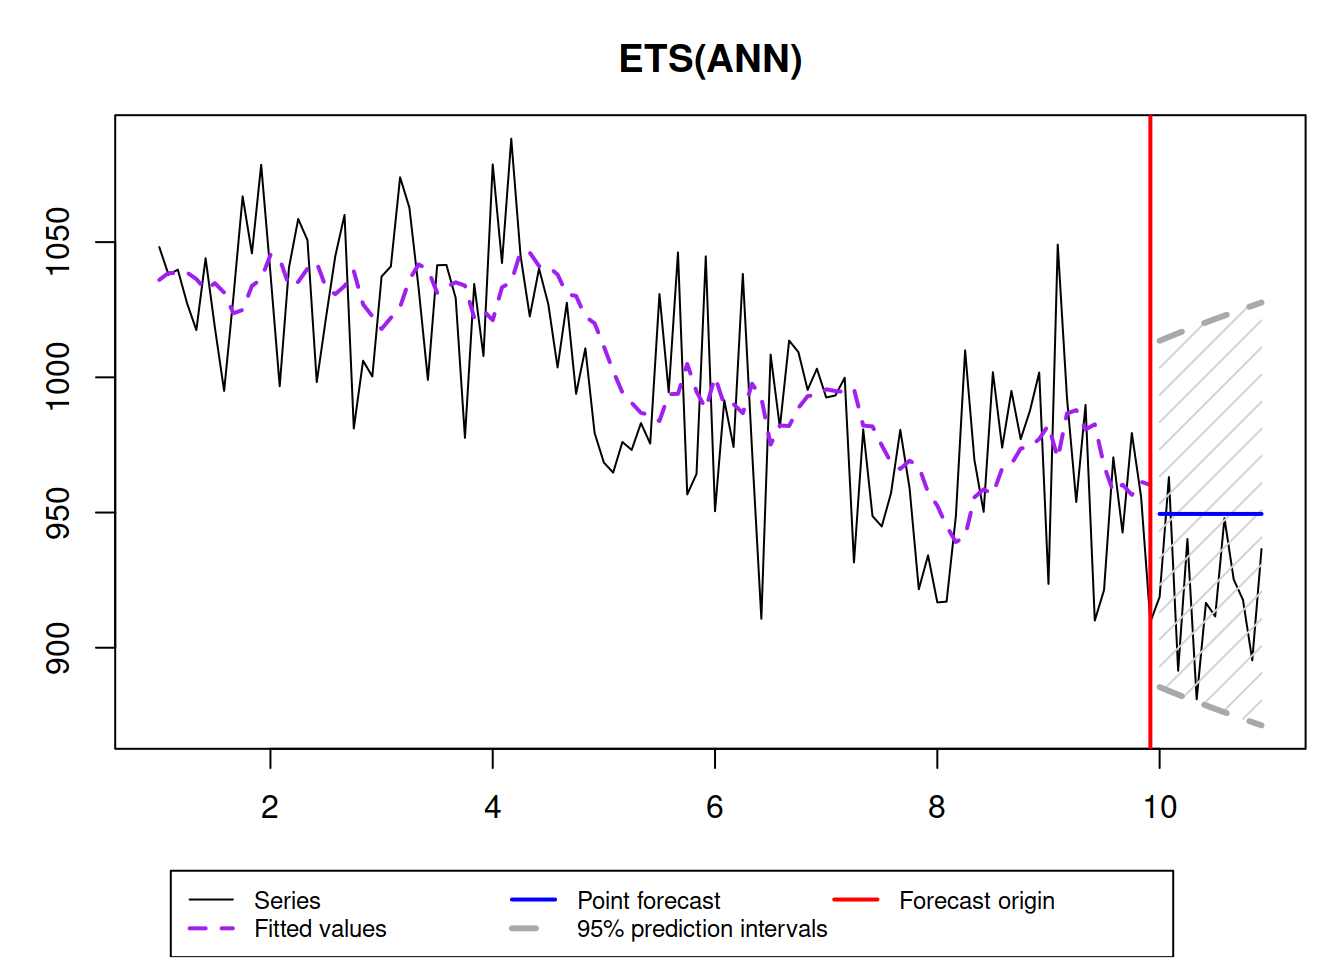 ETS(ANN)
1050
1000
950
900
2 4 6 8 10
Series Point forecast Forecast origin
Fitted values 95% prediction intervals